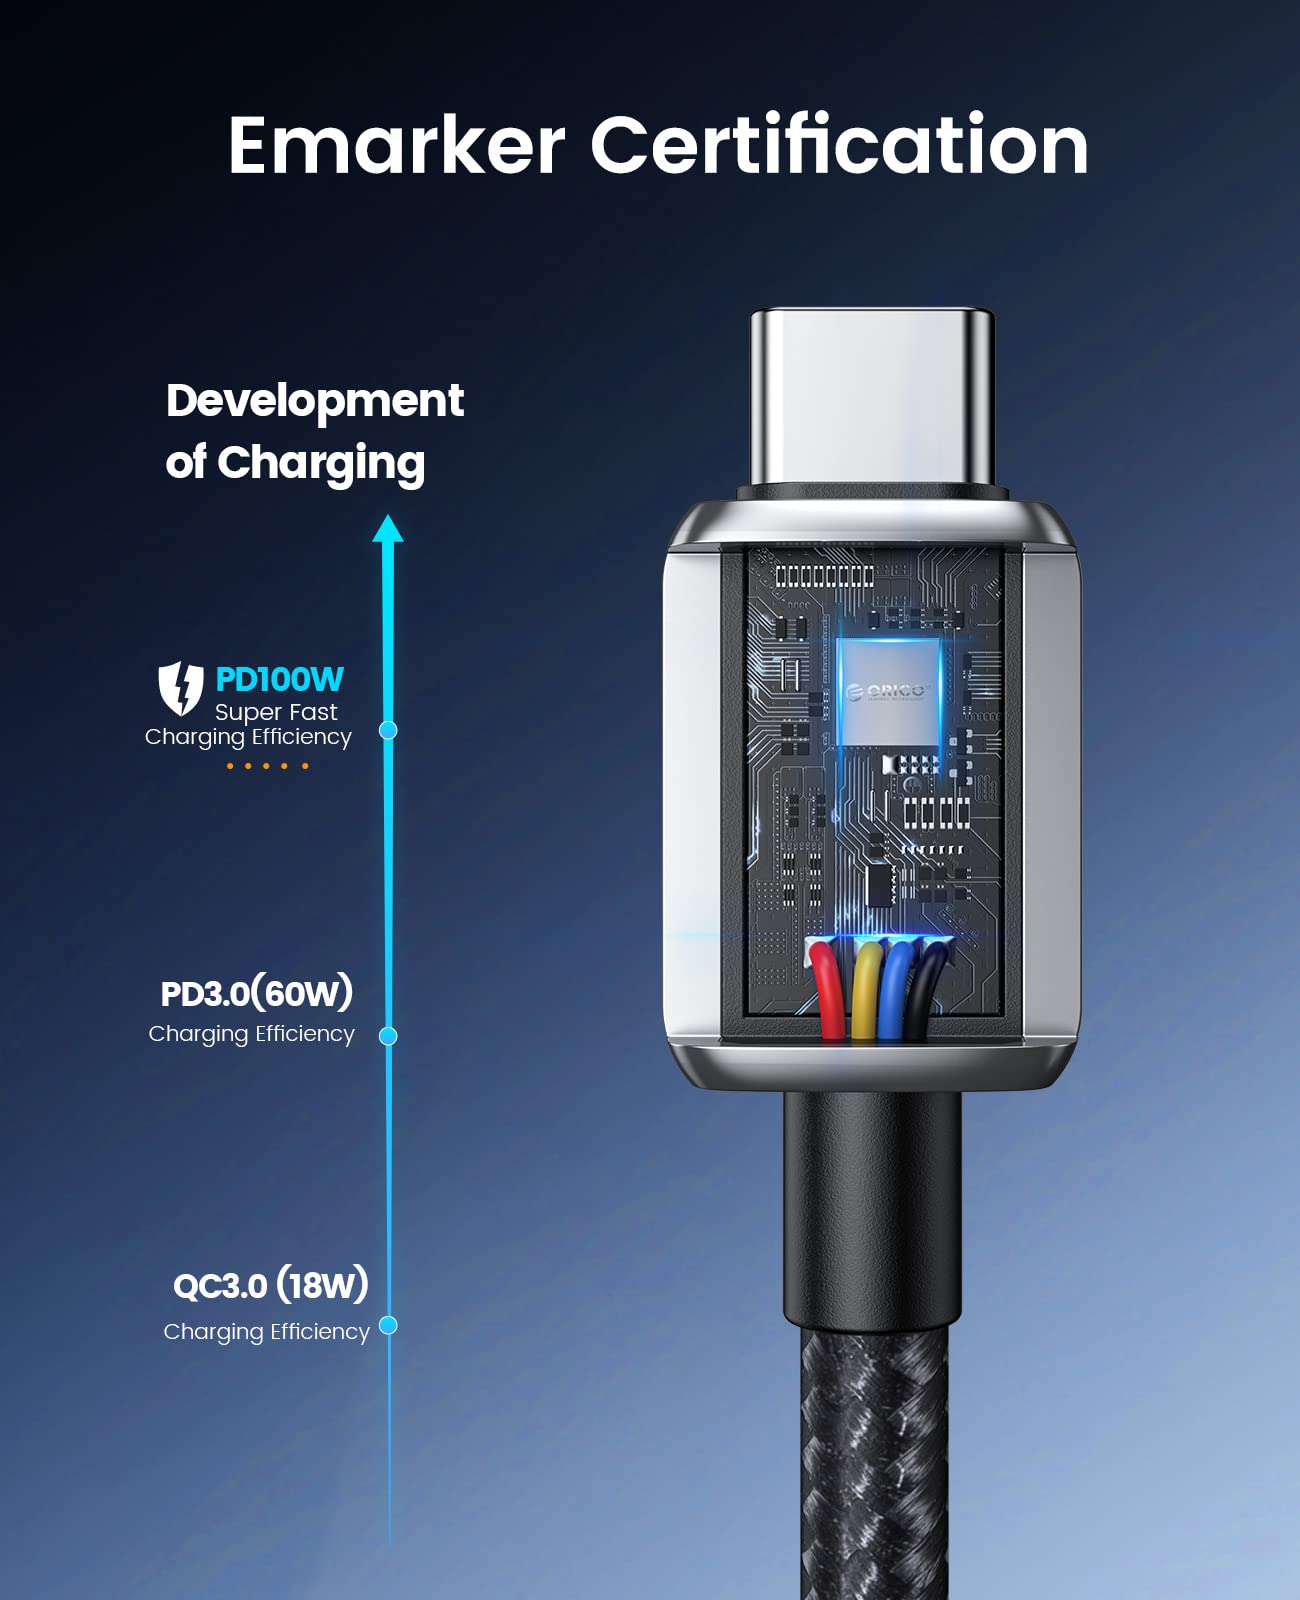 Emarker Certification
Development
of Charging
PD100W
Super Fast
Charging Efficiency
PD3.0(60W)
Charging Efficiency
QC3.0 (18W)
Charging Efficiency
ORICO